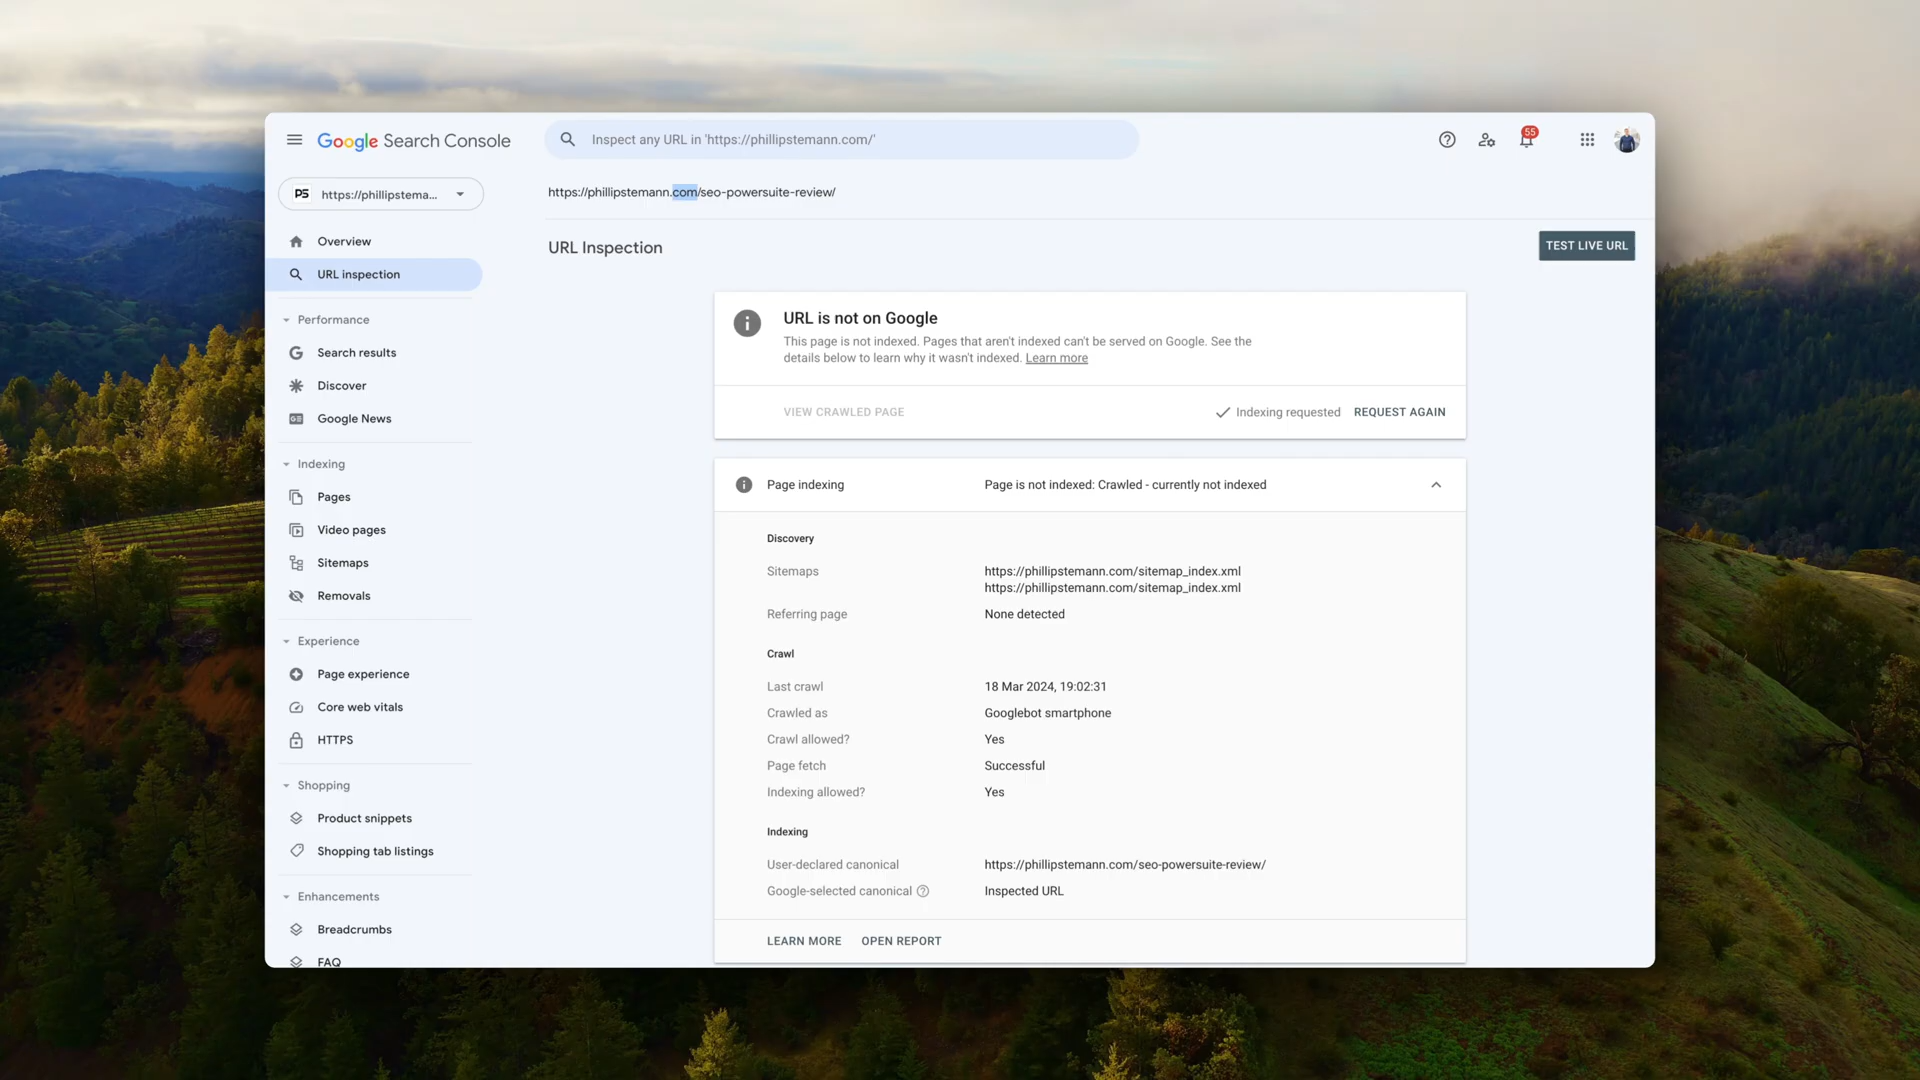 Google Search Console
Inspect any URL in 'https://phillipstemann.com/'
55
PS https://phillipstema...
https://phillipstemann.com/seo-powersuite-review/
Overview
URL inspection
Performance
Search results
Discover
Google News
Indexing
Pages
Video pages
Sitemaps
Removals
Experience
Page experience
Core web vitals
HTTPS
Shopping
Product snippets
Shopping tab listings
Enhancements
Breadcrumbs
FAQ
URL Inspection
TEST LIVE URL
URL is not on Google
This page is not indexed. Pages that aren't indexed can't be served on Google. See the
details below to learn why it wasn't indexed. Learn more
VIEW CRAWLED PAGE
Indexing requested
REQUEST AGAIN
Page indexing
Page is not indexed: Crawled - currently not indexed
Discovery
Sitemaps
https://phillipstemann.com/sitemap_index.xml
https://phillipstemann.com/sitemap_index.xml
Referring page
None detected
Crawl
Last crawl
18 Mar 2024, 19:02:31
Crawled as
Googlebot smartphone
Crawl allowed?
Yes
Page fetch
Successful
Indexing allowed?
Yes
Indexing
User-declared canonical
https://phillipstemann.com/seo-powersuite-review/
Google-selected canonical
Inspected URL
LEARN MORE
OPEN REPORT